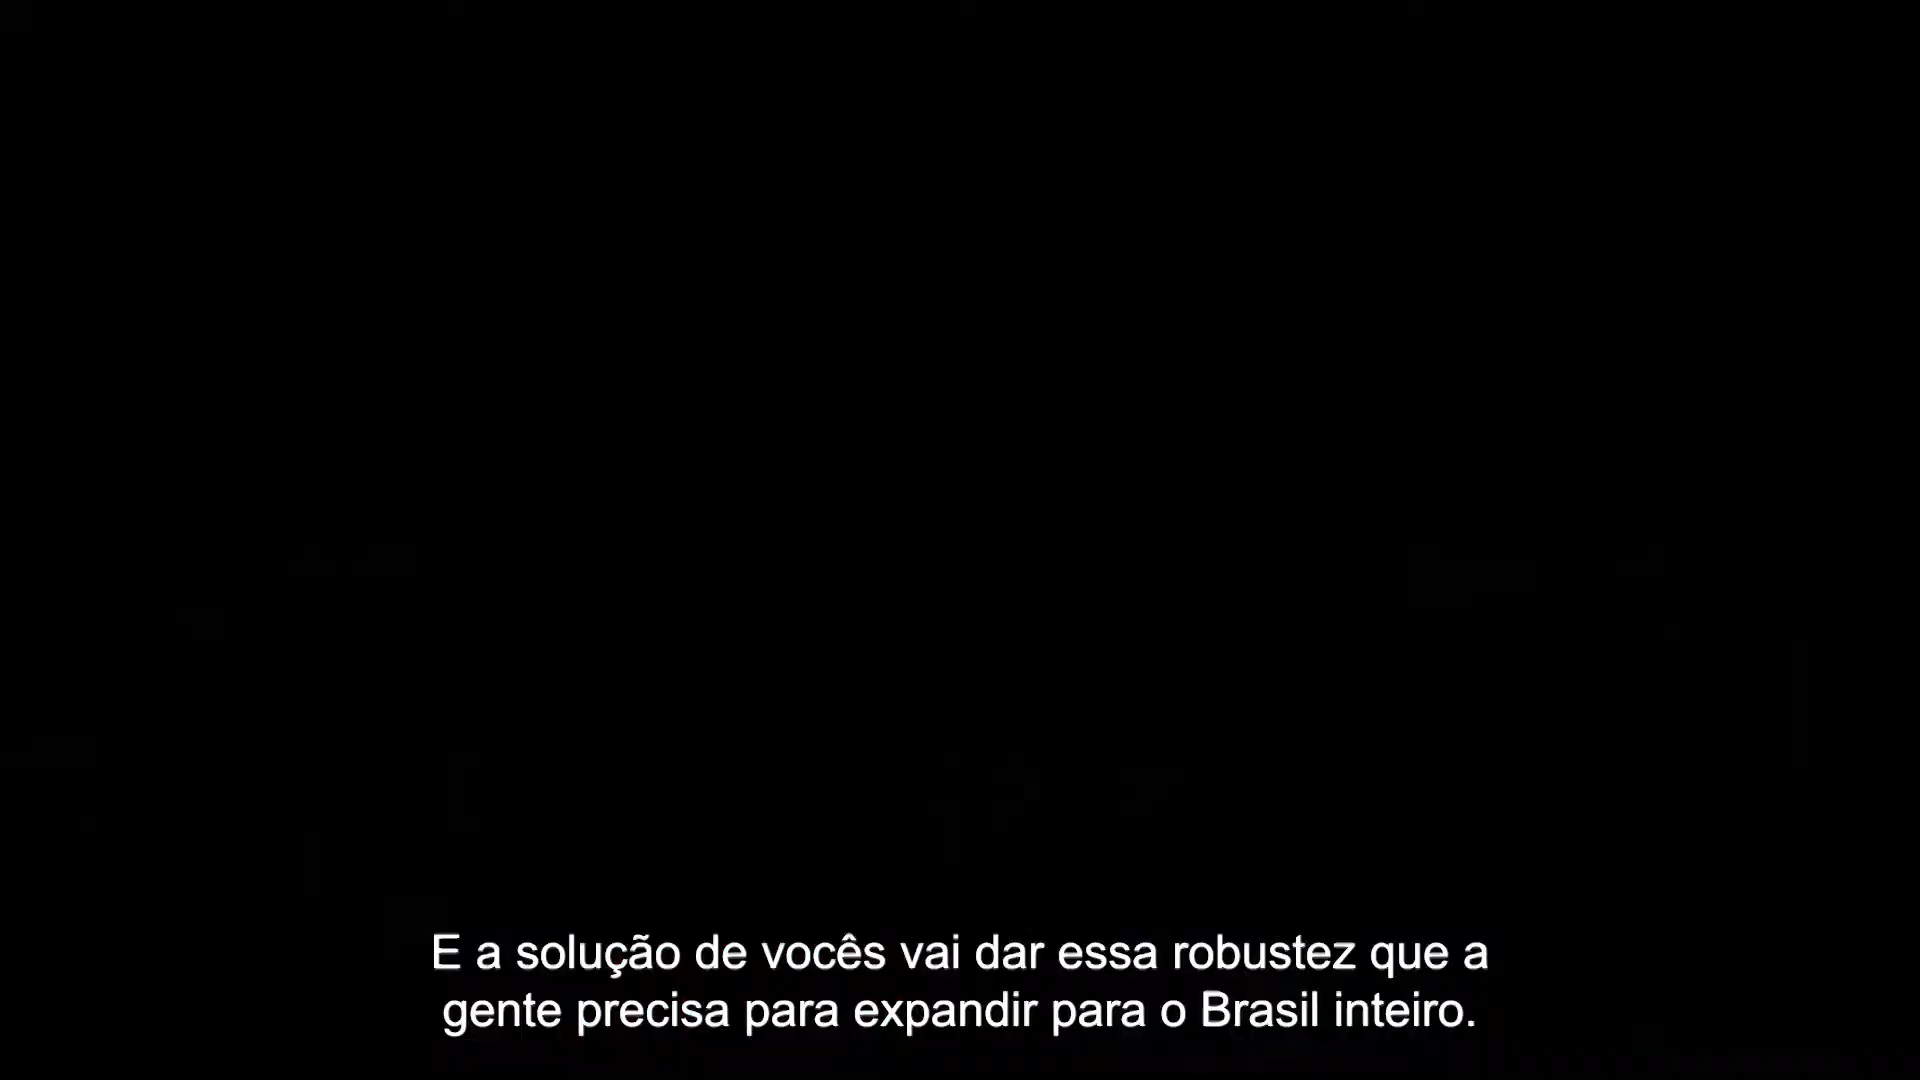 E a solução de vocês vai dar essa robustez que a
gente precisa para expandir para o Brasil inteiro.